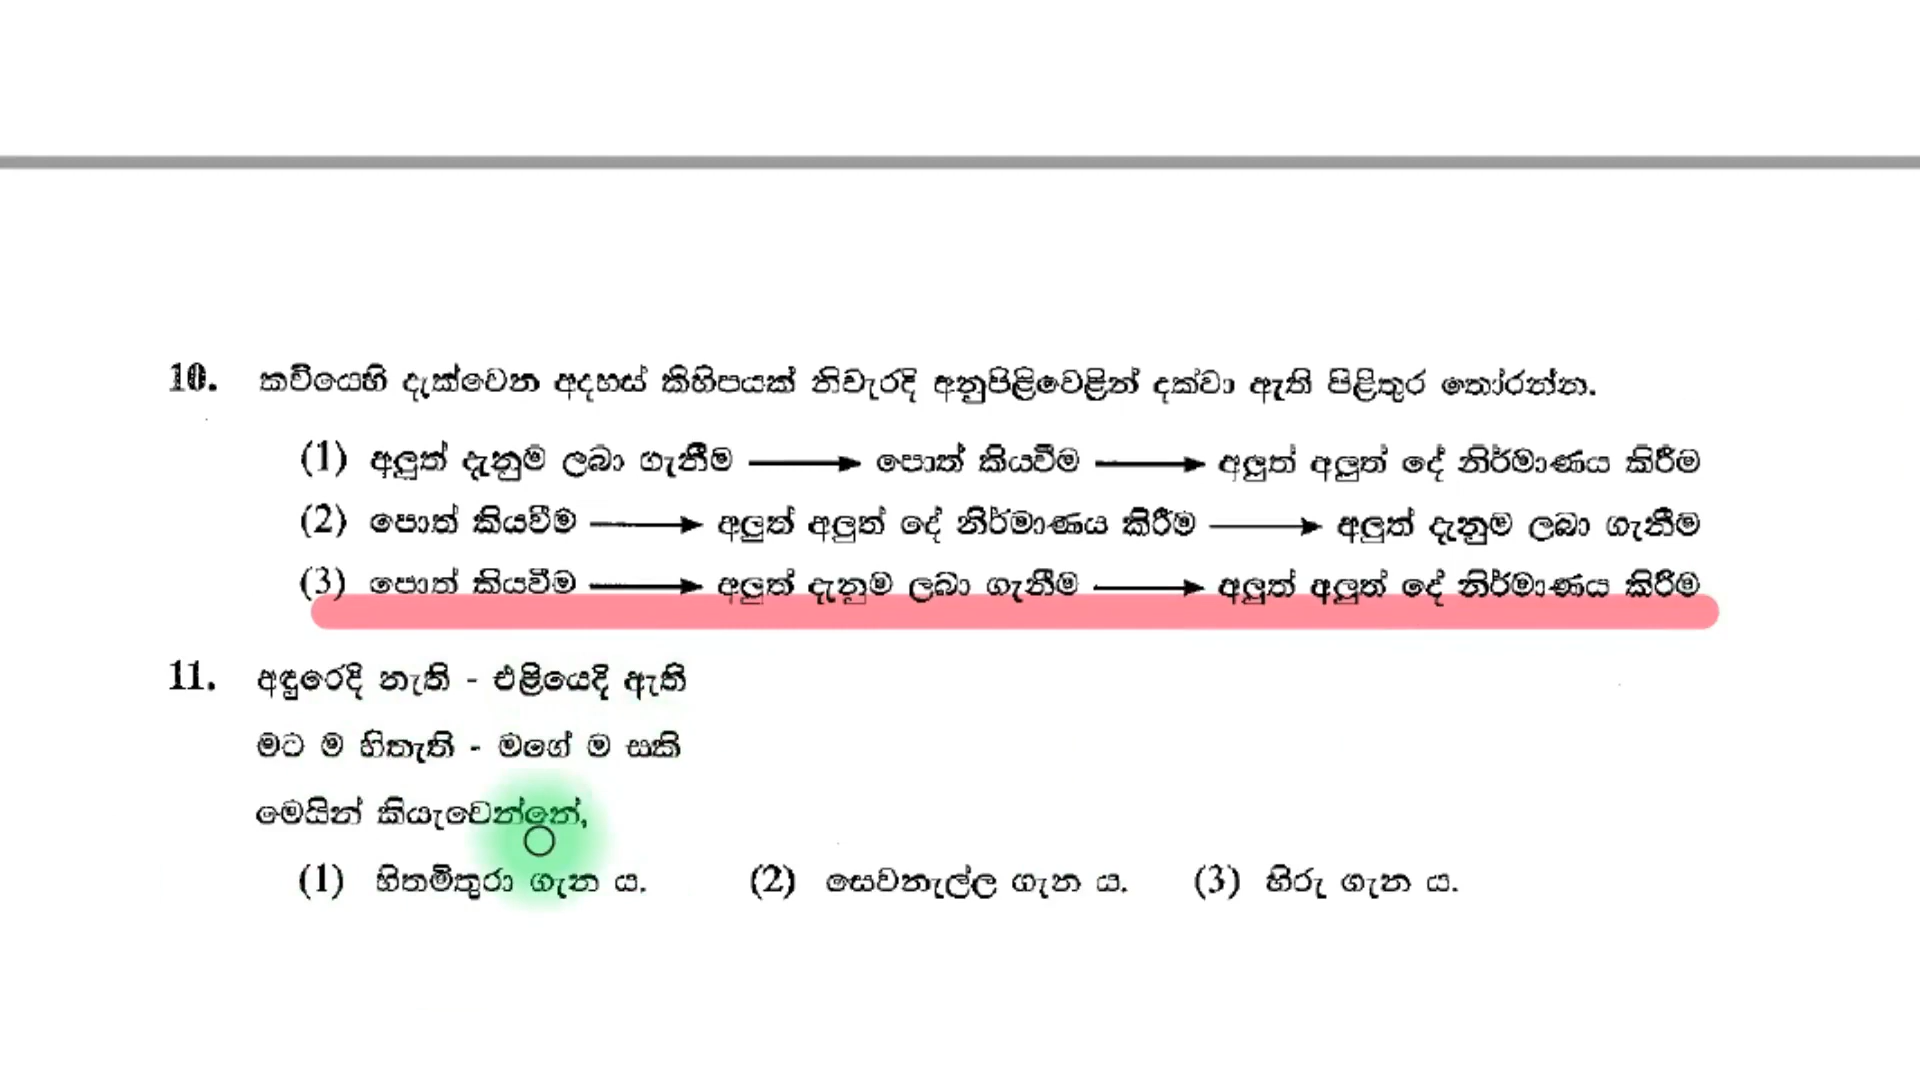 10. කවියෙහි දැක්වෙන අදහස් කිහිපයක් නිවැරදි අනුපිළිවෙළින් දක්වා ඇති පිළිතුර තෝරන්න.
(1) අලුත් දැනුම ලබා ගැනීම → පොත් කියවීම → අලුත් අලුත් දේ නිර්මාණය කිරීම
(2) පොත් කියවීම → අලුත් අලුත් දේ නිර්මාණය කිරීම → අලුත් දැනුම ලබා ගැනීම
(3) පොත් කියවීම → අලුත් දැනුම ලබා ගැනීම → අලුත් අලුත් දේ නිර්මාණය කිරීම
11. අඳුරෙදි නැති - එළියෙදි ඇති
මට ම හිතැති - මගේ ම සකි
මෙයින් කියැවෙන්නේ,
(1) හිතමිතුරා ගැන ය. (2) සෙවනැල්ල ගැන ය. (3) හිරු ගැන ය.